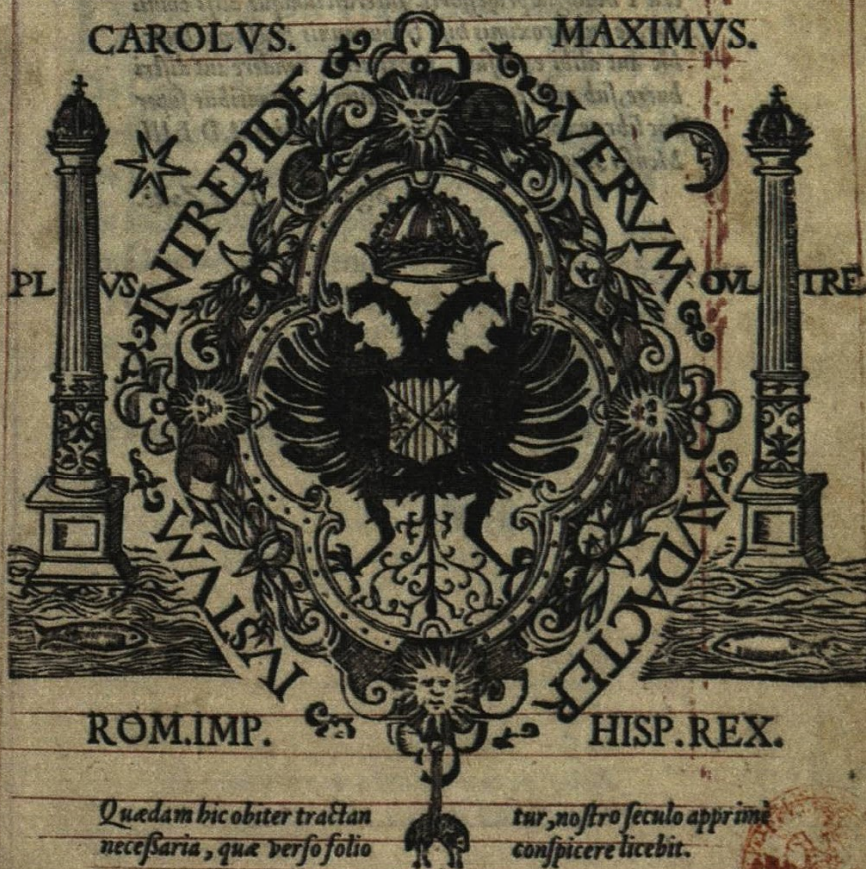 CAROLVS. MAXIMVS.
INTREPIDE
VERVM
PLVS OVLTRE
IVSTVM
AVDACTER
ROM.IMP. HISP.REX.
Quædam hic obiter tractan tur, noſtro ſeculo apprimè
neceßaria, quæ verſo folio conſpicere licebit.